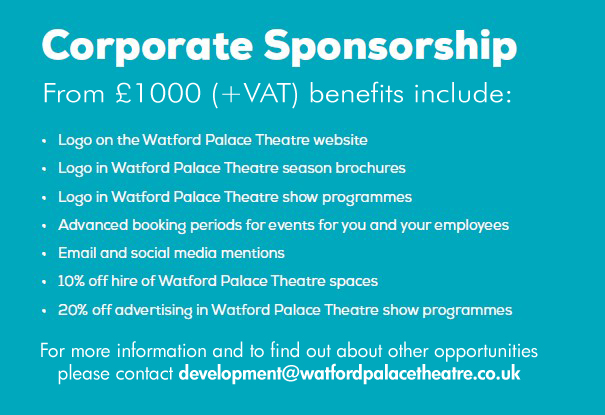 Corporate Sponsorship
From £1000 (+VAT) benefits include:
• Logo on the Watford Palace Theatre website
• Logo in Watford Palace Theatre season brochures
• Logo in Watford Palace Theatre show programmes
• Advanced booking periods for events for you and your employees
• Email and social media mentions
• 10% off hire of Watford Palace Theatre spaces
• 20% off advertising in Watford Palace Theatre show programmes
For more information and to find out about other opportunities
please contact development@watfordpalacetheatre.co.uk